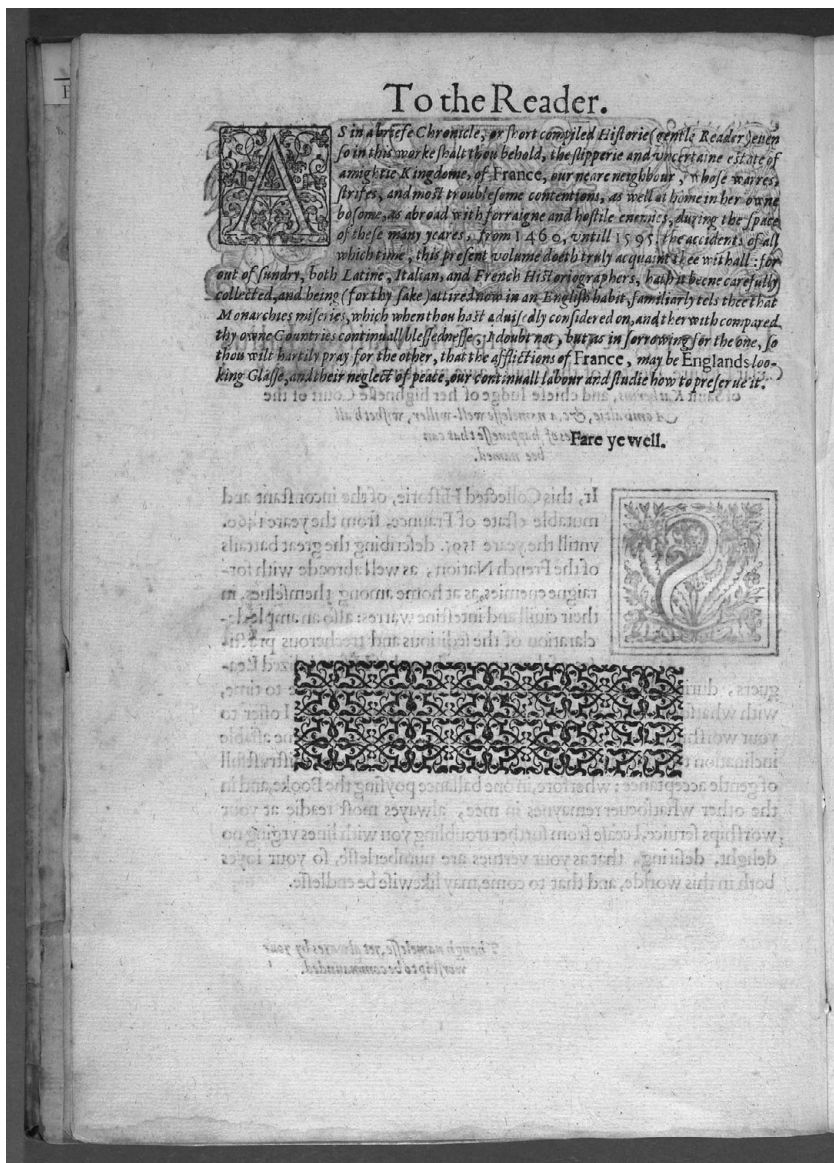 To the Reader.
AS in a briefe Chronicle, or short compiled Historie (gentle Reader) euen
so in this worke shalt thou behold, the slipperie and vncertaine estate of
a mightie Kingdome, of France, our neare neighbour, whose warres,
strifes, and most troublesome contentions, as well at home in her owne
bosome, as abroad with forraigne and hostile enemies, during the space
of these many yeares, from 1460, vntill 1595. the accidents of all
which time, this present volume doeth truly acquaint thee withall: for
out of sundry, both Latine, Italian, and French Historiographers, hath it beene carefully
collected, and being (for thy sake) attired now in an English habit, familiarly tels thee that
Monarchies miseries, which when thou hast aduisedly considered on, and therwith compared
thy owne Countries continuall blessednesse, I doubt not, but as in sorrowing for the one, so
thou wilt hartily pray for the other, that the afflictions of France, may be Englands loo-
king Glasse, and their neglect of peace, our continuall labour and studie how to preserue it.
Fare ye well.